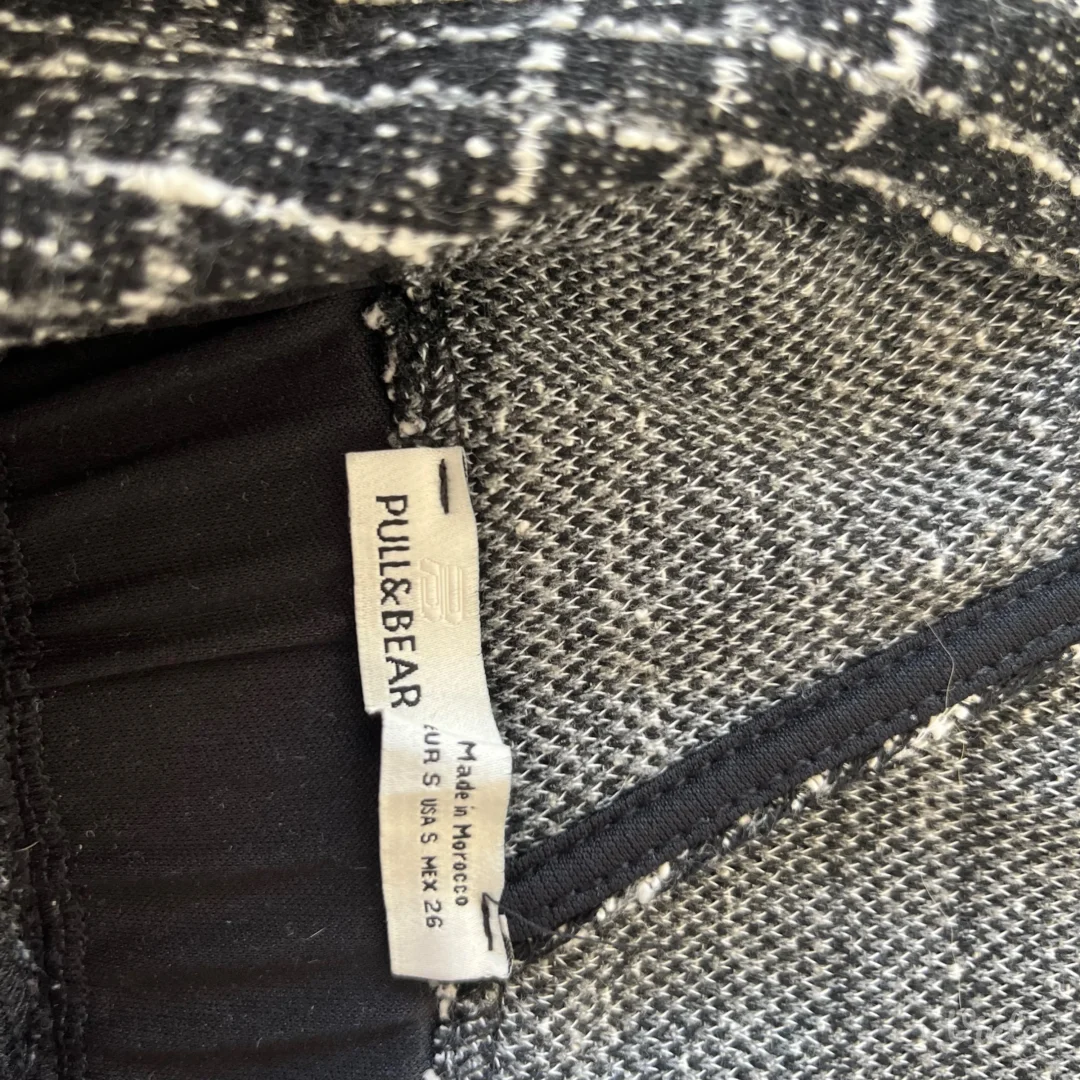 PULL&BEAR
Made in Morocco
EUR S USA S MEX 26